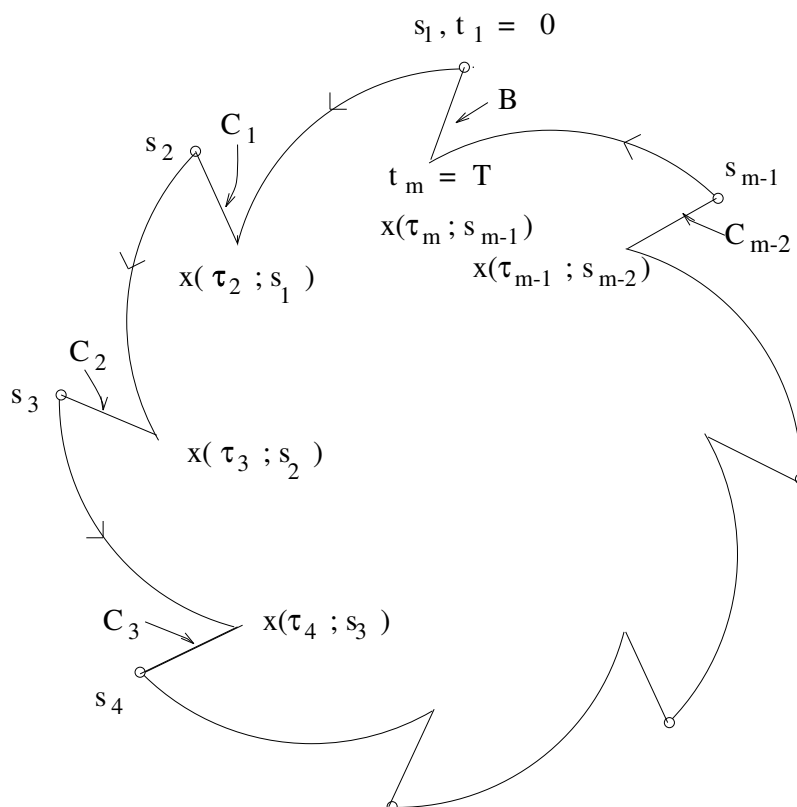 s₁ , t₁ = 0
B
C₁
s₂
sₘ₋₁
tₘ = T
x(τₘ ; sₘ₋₁)
Cₘ₋₂
x(τₘ₋₁ ; sₘ₋₂)
x( τ₂ ; s₁ )
C₂
s₃
x( τ₃ ; s₂ )
C₃
x(τ₄ ; s₃ )
s₄